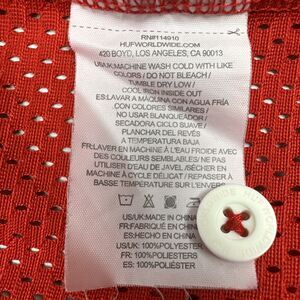 RN#114910
HUFWORLDWIDE.COM
420 BOYD, LOS ANGELES, CA 90013
US/UK:MACHINE WASH COLD WITH LIKE
COLORS / DO NOT BLEACH /
TUMBLE DRY LOW /
COOL IRON INSIDE OUT
ES:LAVAR A MÁQUINA CON AGUA FRÍA
CON COLORES SIMILARES /
NO USAR BLANQUEADOR /
SECADORA CICLO SUAVE /
PLANCHAR DEL REVÉS
A TEMPERATURA BAJA
FR:LAVER EN MACHINE À L'EAU FROIDE AVEC
DES COULEURS SEMBLABLES/ NE PAS
UTILISER D'EAU DE JAVEL/SÉCHER EN
MACHINE À CYCLE DÉLICAT / REPASSER À
BASSE TEMPERATURE SUR L'ENVERS
US/UK:MADE IN CHINA
FR:FABRIQUÉ EN CHINE
ES:HECHO EN CHINA
US/UK: 100%POLYESTER
FR: 100%POLYESTER
ES: 100%POLIÉSTER